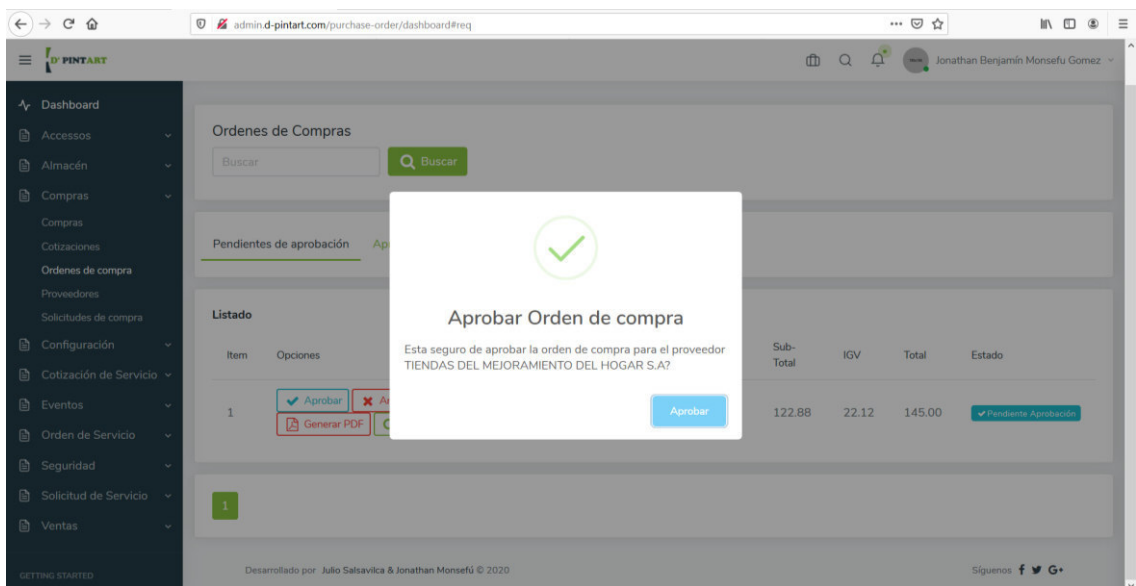 admin.d-pintart.com/purchase-order/dashboard#req
D' PINTART
Jonathan Benjamín Monsefu Gomez
Dashboard
Accessos
Almacén
Compras
Compras
Cotizaciones
Ordenes de compra
Proveedores
Solicitudes de compra
Configuración
Cotización de Servicio
Eventos
Orden de Servicio
Seguridad
Solicitud de Servicio
Ventas
GETTING STARTED
Ordenes de Compras
Buscar
Buscar
Pendientes de aprobación
Listado
Item Opciones Sub-Total IGV Total Estado
1 Aprobar 122.88 22.12 145.00 Pendiente Aprobación
Generar PDF
Aprobar Orden de compra
Esta seguro de aprobar la orden de compra para el proveedor
TIENDAS DEL MEJORAMIENTO DEL HOGAR S.A?
Aprobar
1
Desarrollado por Julio Salsavilca & Jonathan Monsefú © 2020
Síguenos